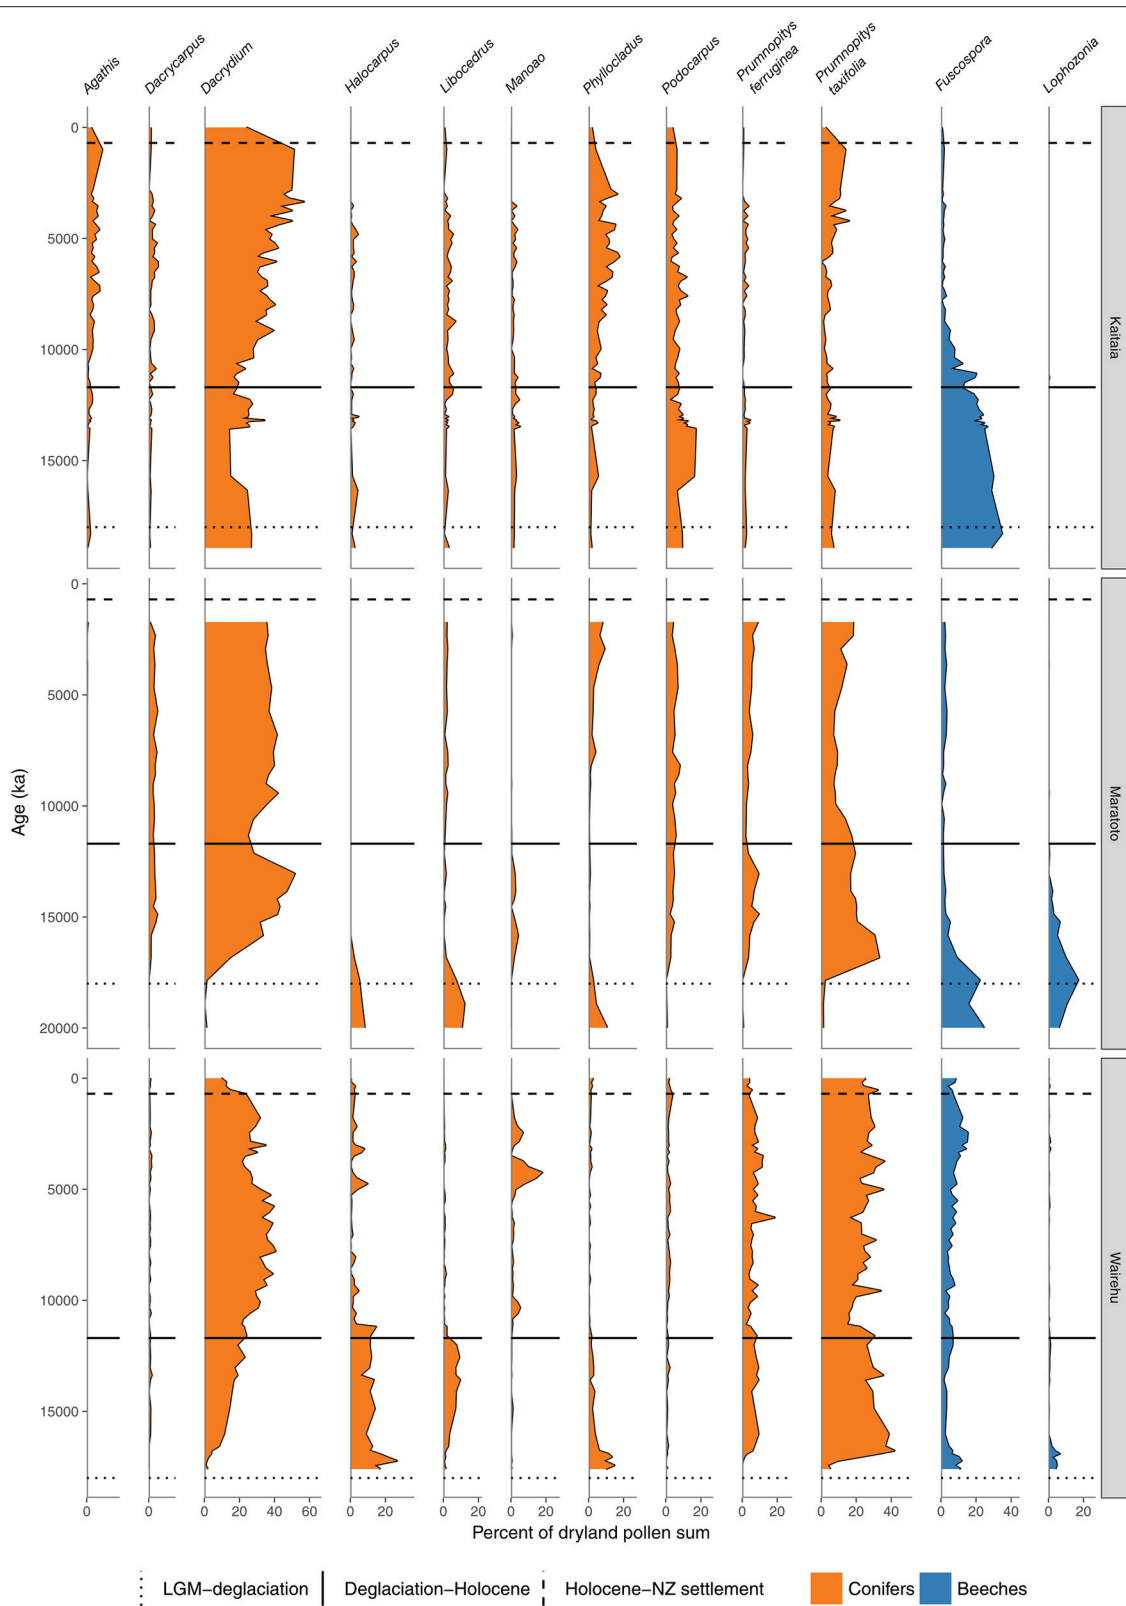 Agathis
Dacrycarpus
Dacrydium
Halocarpus
Libocedrus
Manoao
Phyllocladus
Podocarpus
Prumnopitys
ferruginea
Prumnopitys
taxifolia
Fuscospora
Lophozonia
0
5000
10000
15000
Kaitaia
0
5000
10000
15000
20000
Maratoto
Age (ka)
0
5000
10000
15000
Wairehu
0 0 0 20 40 60 0 20 0 20 0 20 0 20 0 20 0 20 0 20 40 0 20 40 0 20
Percent of dryland pollen sum
LGM–deglaciation Deglaciation–Holocene Holocene–NZ settlement Conifers Beeches